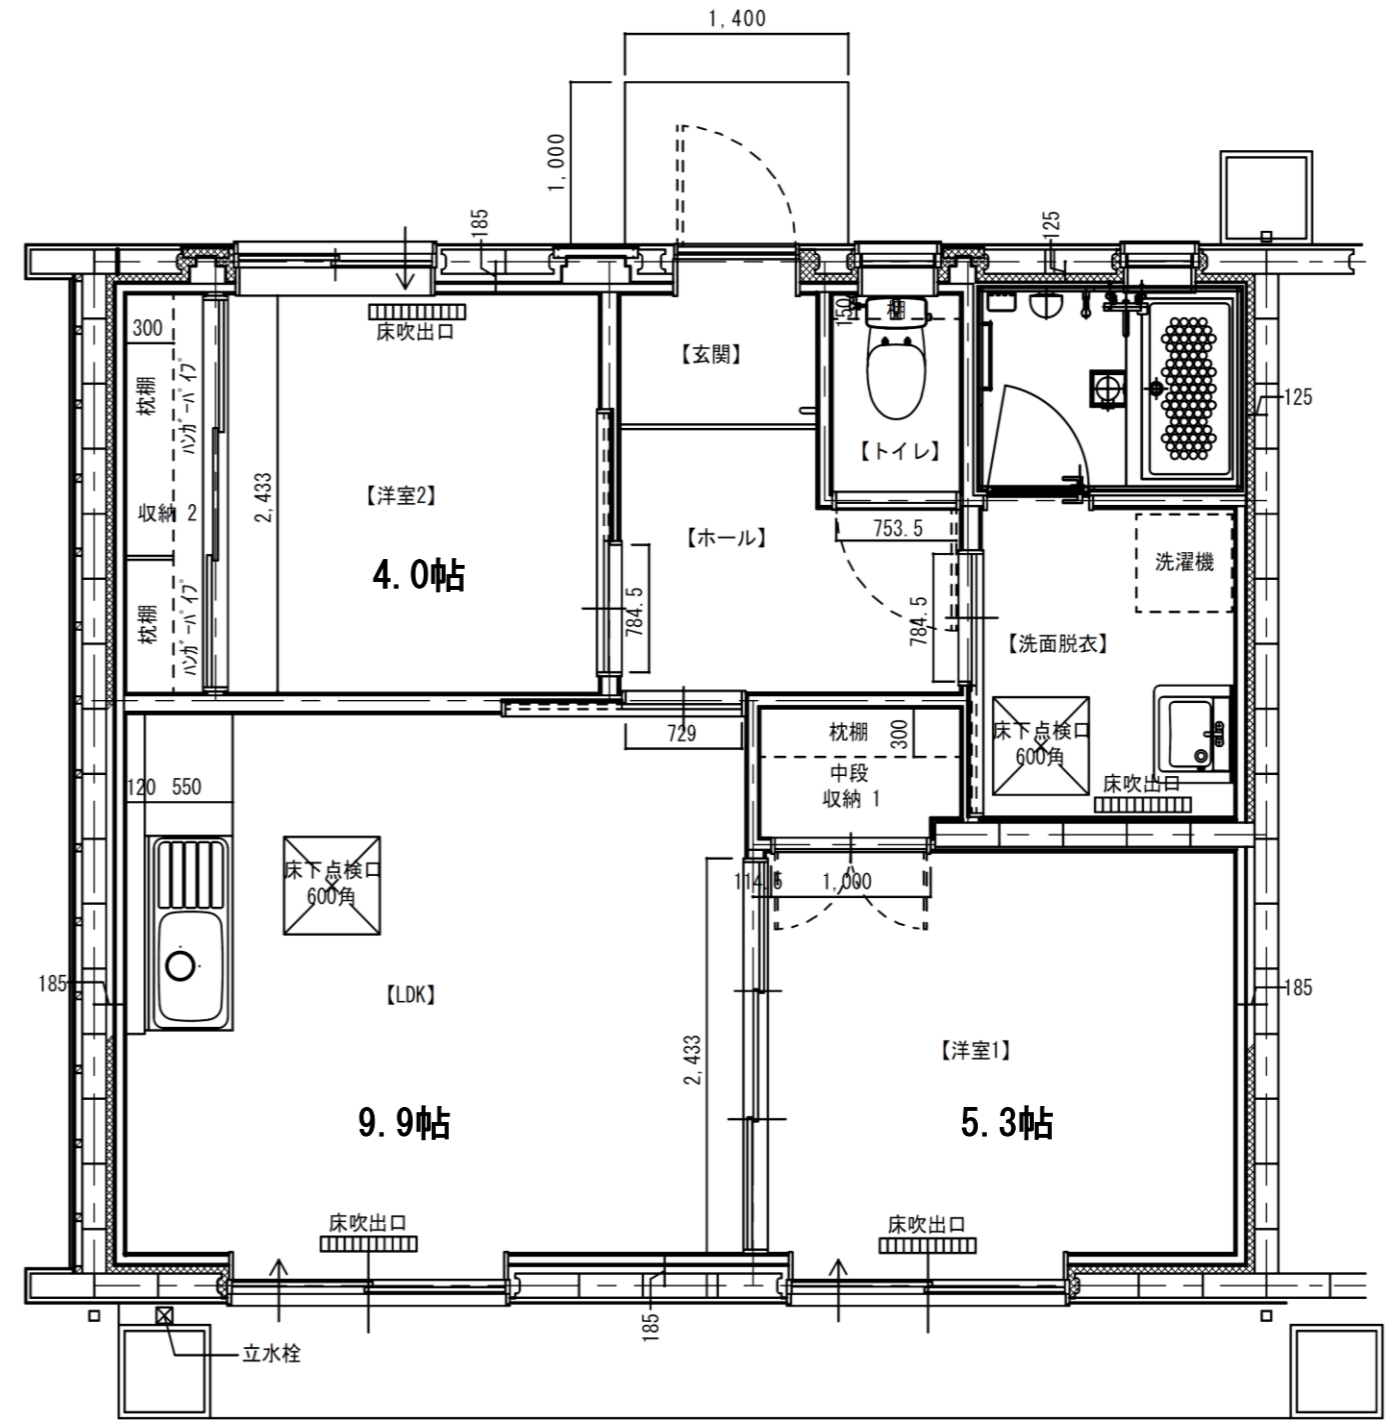 1,400
1,000
185
125
300
枕棚
ハンガーパイプ
床吹出口
【玄関】
150
棚
125
【トイレ】
収納 2
2,433
【洋室2】
【ホール】
753.5
洗濯機
4.0帖
枕棚
ハンガーパイプ
784.5
784.5
【洗面脱衣】
729
枕棚
300
床下点検口
600角
中段
収納 1
床吹出口
120
550
床下点検口
600角
114.5
1,000
185
【LDK】
185
2,433
【洋室1】
9.9帖
5.3帖
床吹出口
床吹出口
185
立水栓